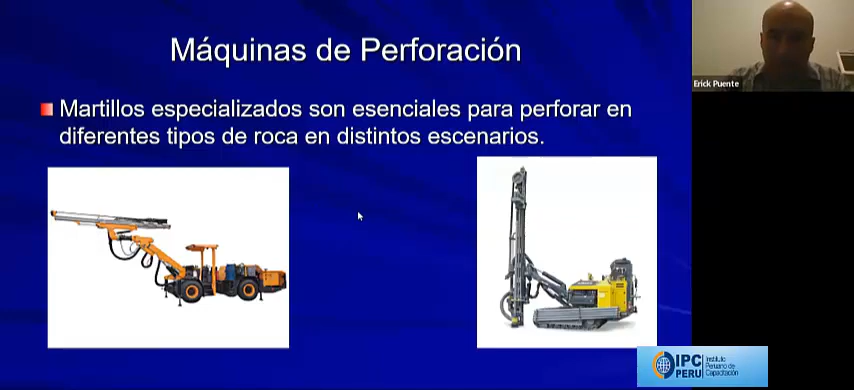 Máquinas de Perforación
Martillos especializados son esenciales para perforar en
diferentes tipos de roca en distintos escenarios.
Erick Puente
IPC
PERU
Instituto
Peruano de
Capacitación